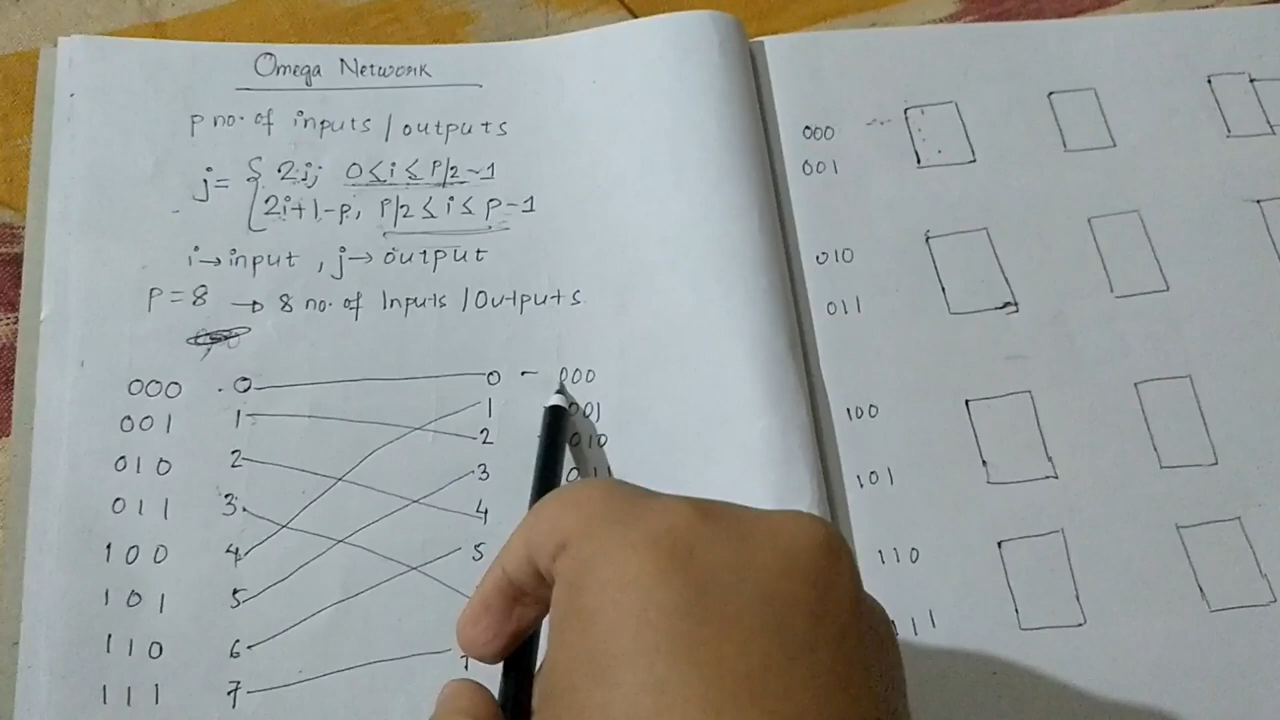 Omega Network
p no. of inputs / outputs
j = { 2i, 0 ≤ i ≤ P/2 - 1
2i+1-p, P/2 ≤ i ≤ p-1
i → input, j → output
P = 8 → 8 no. of Inputs / Outputs
000 . 0 0 - 000
001 1 1 001
010 2 2 010
011 3 3 011
100 4 4
101 5 5
110 6
111 7
000
001
010
011
100
101
110